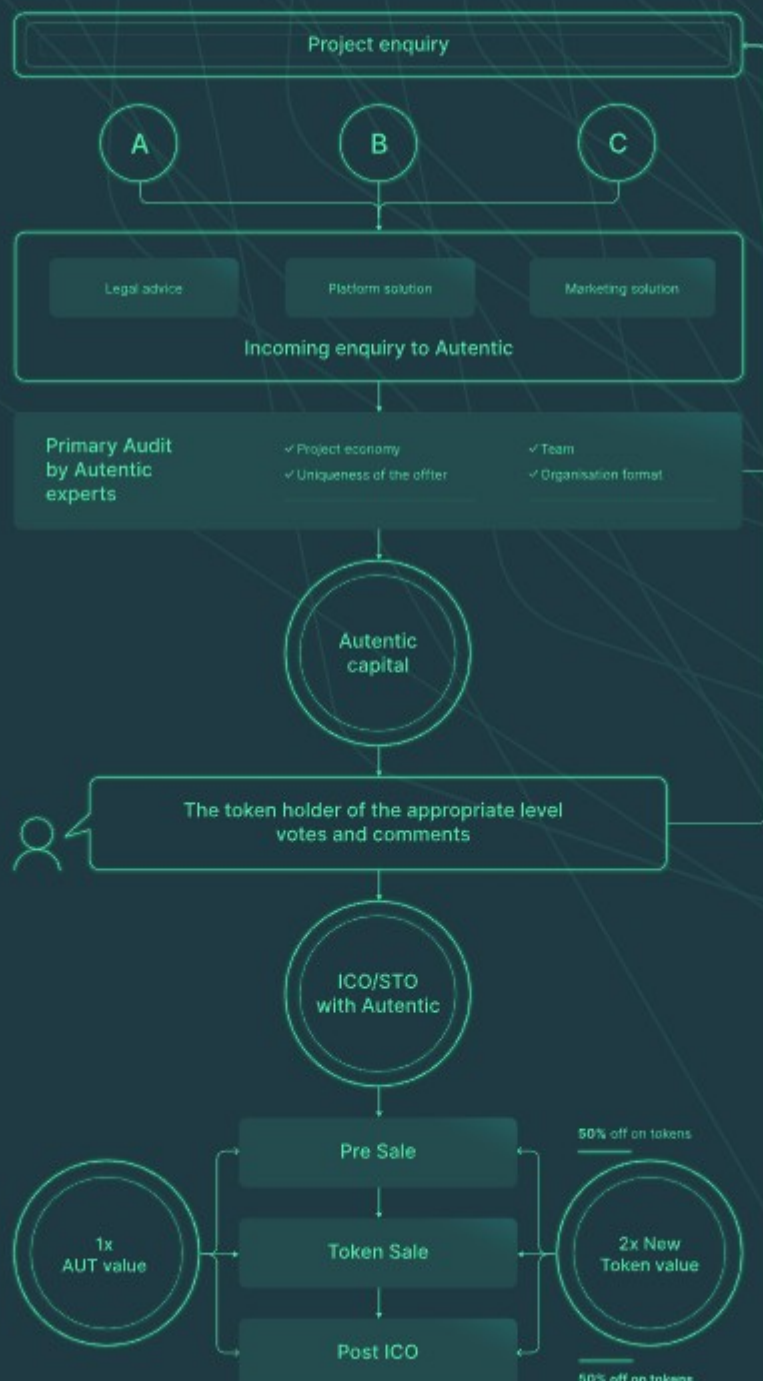 Project enquiry
A
B
C
Legal advice
Platform solution
Marketing solution
Incoming enquiry to Autentic
Primary Audit
by Autentic
experts
✓ Project economy
✓ Uniqueness of the offter
✓ Team
✓ Organisation format
Autentic
capital
The token holder of the appropriate level
votes and comments
ICO/STO
with Autentic
Pre Sale
50% off on tokens
1x
AUT value
Token Sale
2x New
Token value
Post ICO
50% off on tokens